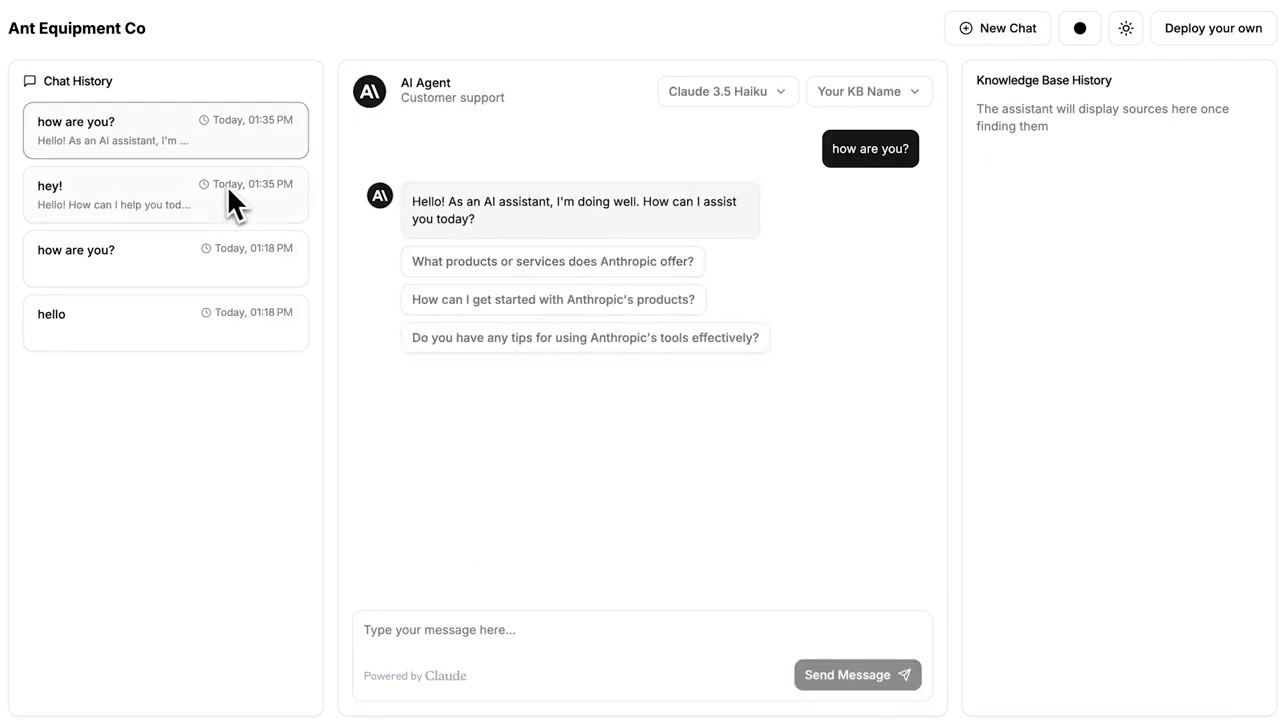 Ant Equipment Co
New Chat
Deploy your own
Chat History
how are you?
Today, 01:35 PM
Hello! As an AI assistant, I'm ...
hey!
Today, 01:35 PM
Hello! How can I help you tod...
how are you?
Today, 01:18 PM
hello
Today, 01:18 PM
AI Agent
Customer support
Claude 3.5 Haiku
Your KB Name
how are you?
Hello! As an AI assistant, I'm doing well. How can I assist
you today?
What products or services does Anthropic offer?
How can I get started with Anthropic's products?
Do you have any tips for using Anthropic's tools effectively?
Type your message here...
Powered by Claude
Send Message
Knowledge Base History
The assistant will display sources here once
finding them